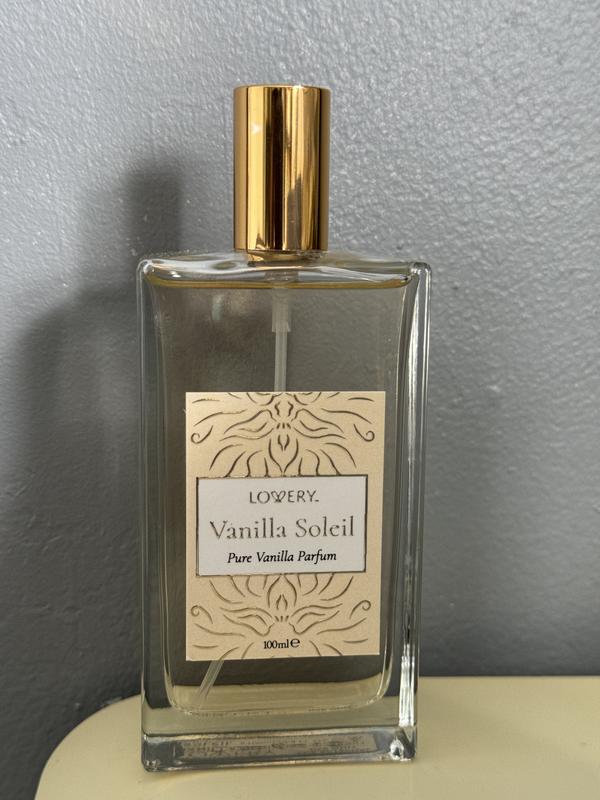 LOVERY
Vanilla Soleil
Pure Vanilla Parfum
100ml℮